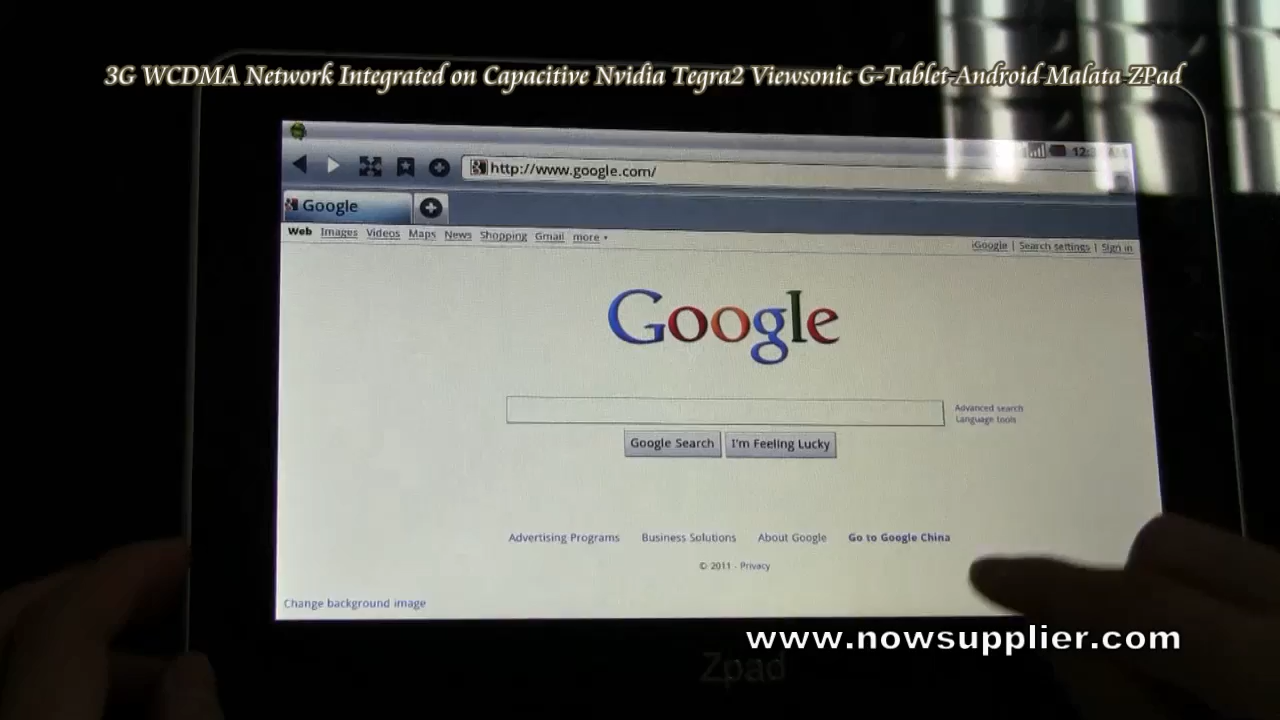 3G WCDMA Network Integrated on Capacitive Nvidia Tegra2 Viewsonic G-Tablet-Android Malata ZPad
http://www.google.com/
Google
Web Images Videos Maps News Shopping Gmail more
iGoogle | Search settings | Sign in
Google
Advanced search
Language tools
Google Search I'm Feeling Lucky
Advertising Programs Business Solutions About Google Go to Google China
© 2011 - Privacy
Change background image
www.nowsupplier.com
Zpad